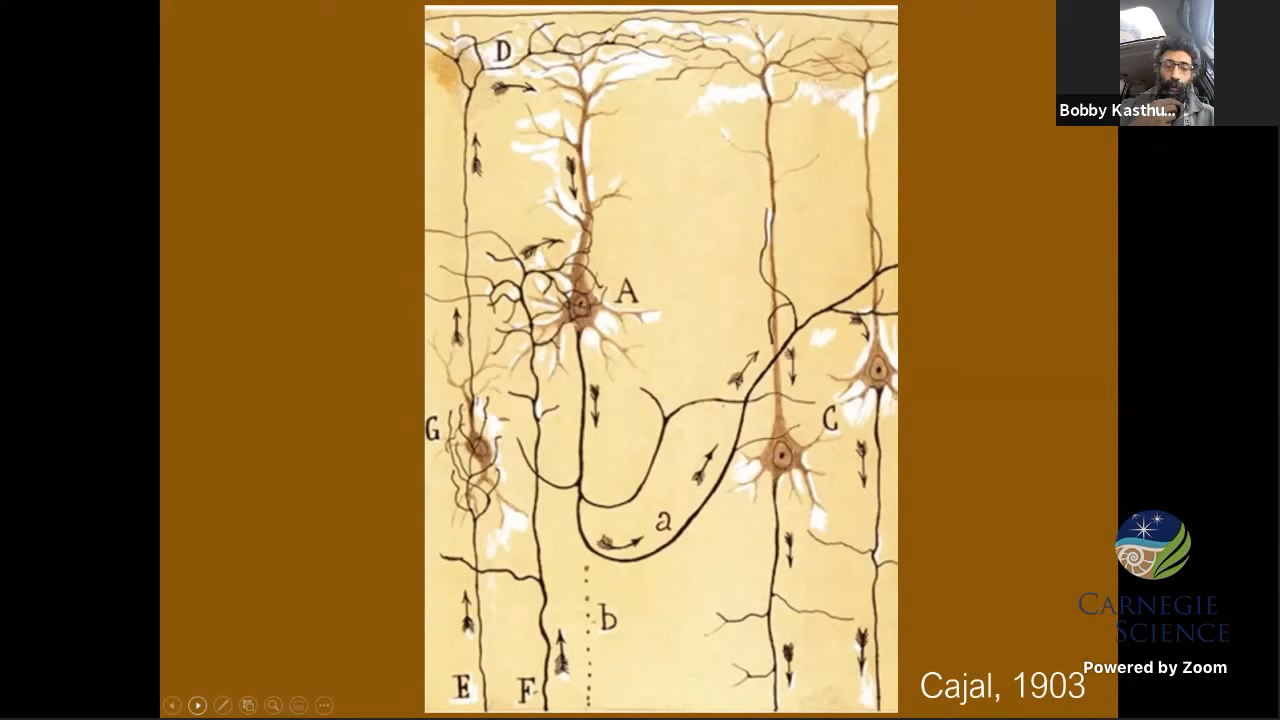 D
Bobby Kasthu...
A
G
C
a
b
E
F
Cajal, 1903
CARNEGIE
SCIENCE
Powered by Zoom